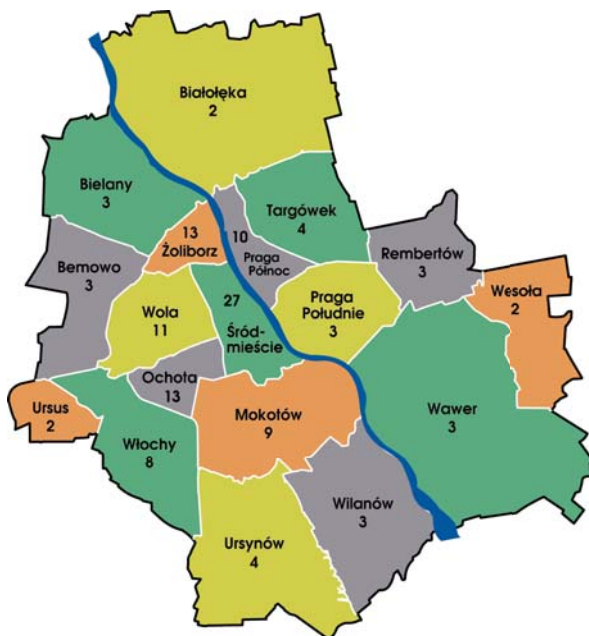 Białołęka
2
Bielany
3
Targówek
4
13
Żoliborz
10
Praga
Północ
Rembertów
3
Bemowo
3
Wesoła
2
Wola
11
27
Śród-
mieście
Praga
Południe
3
Ochota
13
Ursus
2
Mokotów
9
Wawer
3
Włochy
8
Wilanów
3
Ursynów
4